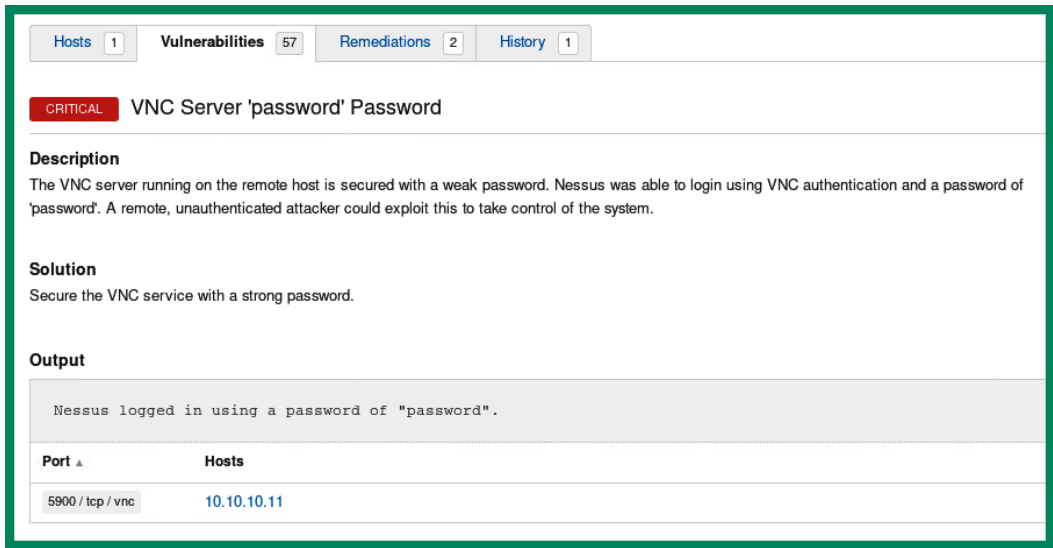 Hosts 1 Vulnerabilities 57 Remediations 2 History 1
CRITICAL VNC Server 'password' Password
Description
The VNC server running on the remote host is secured with a weak password. Nessus was able to login using VNC authentication and a password of
'password'. A remote, unauthenticated attacker could exploit this to take control of the system.
Solution
Secure the VNC service with a strong password.
Output
Nessus logged in using a password of "password".
Port ▲ Hosts
5900 / tcp / vnc 10.10.10.11